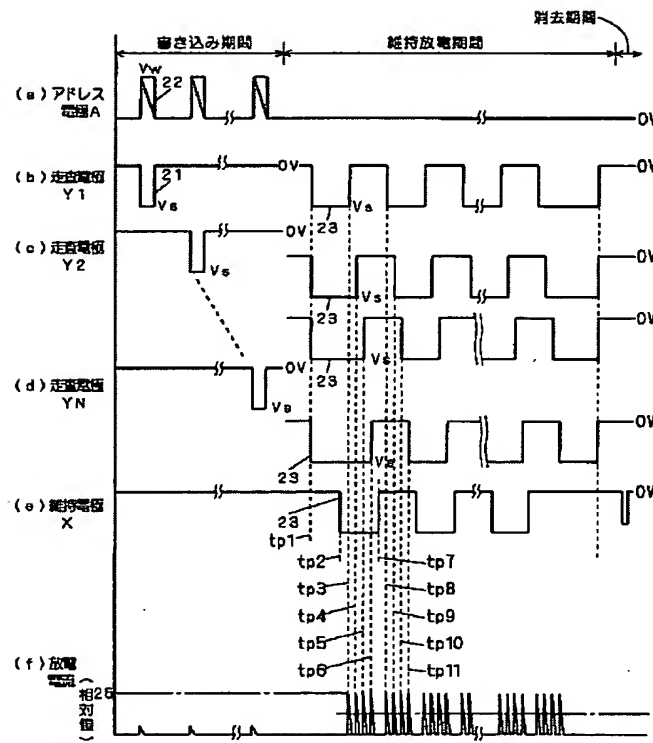 消去期間
書き込み期間
維持放電期間
Vw
22
(a) アドレス
電極A
0V
21
(b) 走査電極
Y1
Vs
0V
23
Vs
0V
(c) 走査電極
Y2
0V
Vs
23
Vs
0V
23
Vs
0V
(d) 走査電極
YN
0V
Vs
23
Vs
0V
(e) 維持電極
X
23
0V
tp1
tp2
tp7
tp3
tp8
tp4
tp9
tp5
tp10
tp6
tp11
(f) 放電
電流
(相対値)
25